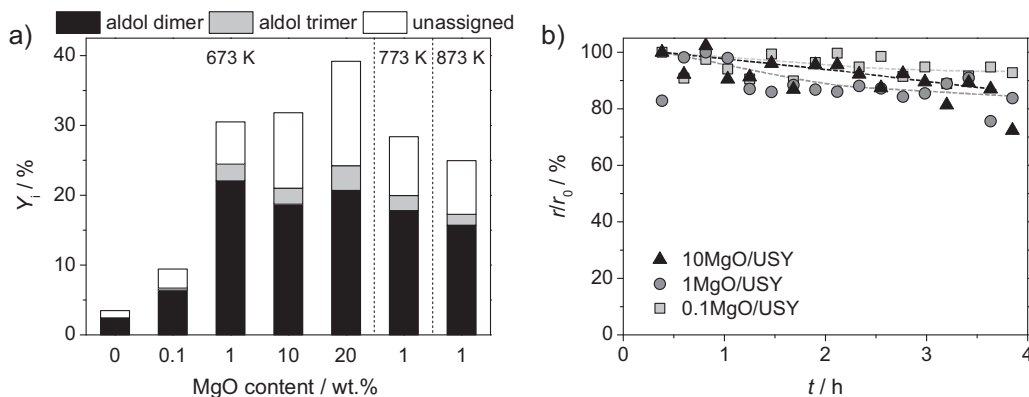 a)
aldol dimer aldol trimer unassigned
673 K 773 K 873 K
40
30
20
10
0
Yi / %
0 0.1 1 10 20 1 1
MgO content / wt.%
b)
100
80
60
40
20
0
r/r0 / %
10MgO/USY
1MgO/USY
0.1MgO/USY
0 1 2 3 4
t / h